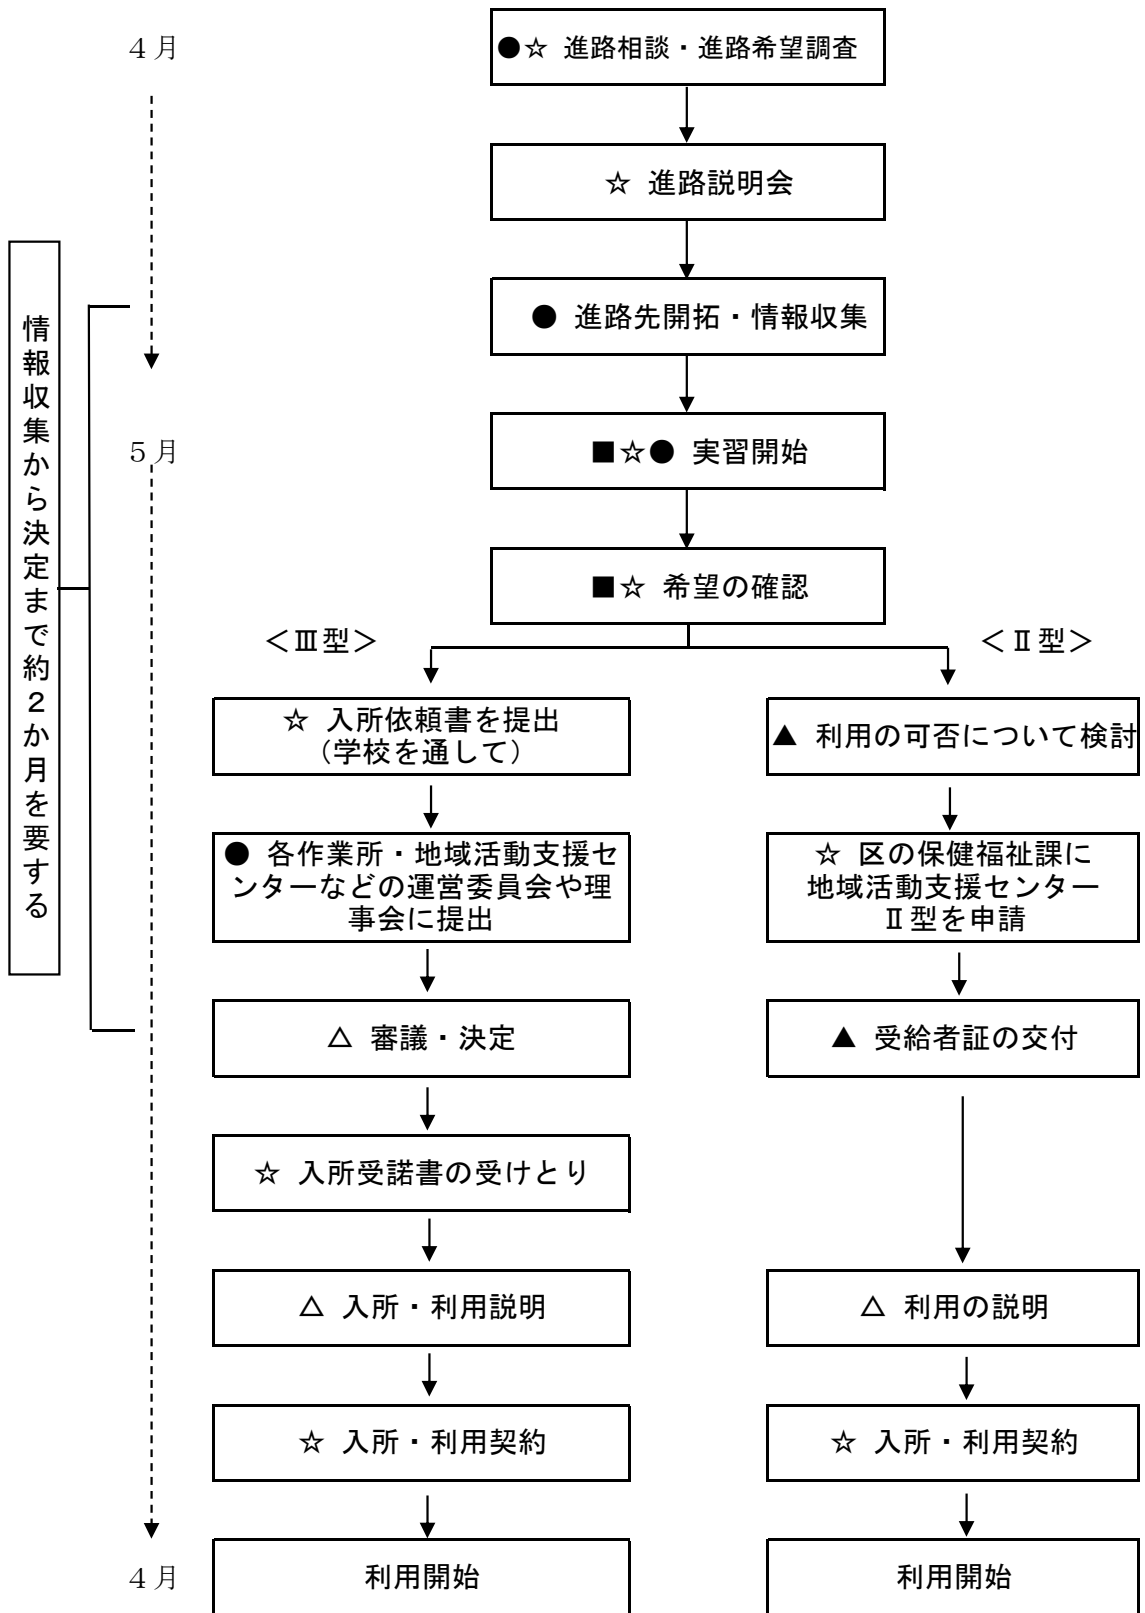 ４月
●☆ 進路相談・進路希望調査
☆ 進路説明会
● 進路先開拓・情報収集
情報収集から決定まで約２か月を要する
５月
■☆● 実習開始
■☆ 希望の確認
＜Ⅲ型＞
＜Ⅱ型＞
☆ 入所依頼書を提出
（学校を通して）
▲ 利用の可否について検討
● 各作業所・地域活動支援セ
ンターなどの運営委員会や理
事会に提出
☆ 区の保健福祉課に
地域活動支援センター
Ⅱ型を申請
△ 審議・決定
▲ 受給者証の交付
☆ 入所受諾書の受けとり
△ 入所・利用説明
△ 利用の説明
☆ 入所・利用契約
☆ 入所・利用契約
４月
利用開始
利用開始